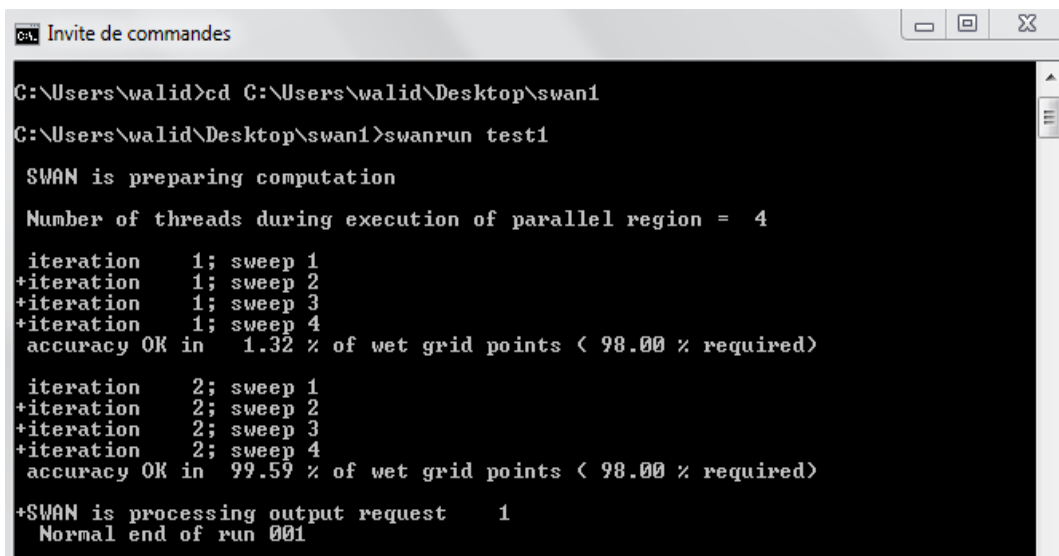 Invite de commandes
C:\Users\walid>cd C:\Users\walid\Desktop\swan1
C:\Users\walid\Desktop\swan1>swanrun test1
SWAN is preparing computation
Number of threads during execution of parallel region =  4
iteration    1; sweep 1
+iteration    1; sweep 2
+iteration    1; sweep 3
+iteration    1; sweep 4
accuracy OK in   1.32 % of wet grid points ( 98.00 % required)
iteration    2; sweep 1
+iteration    2; sweep 2
+iteration    2; sweep 3
+iteration    2; sweep 4
accuracy OK in  99.59 % of wet grid points ( 98.00 % required)
+SWAN is processing output request    1
Normal end of run 001